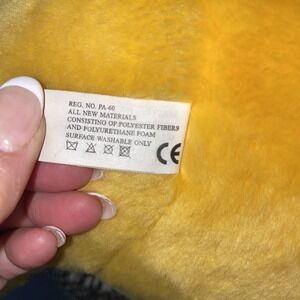 REG. NO. PA-60
ALL NEW MATERIALS
CONSISTING OF POLYESTER FIBERS
AND POLYURETHANE FOAM
SURFACE WASHABLE ONLY
CE